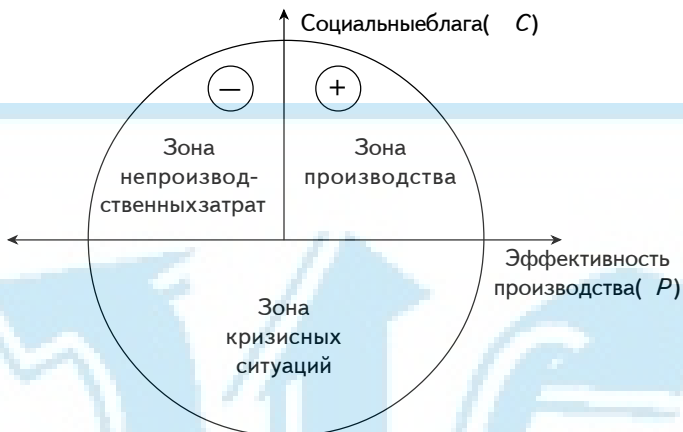 Социальныеблага( C)
− +
Зона
непроизвод-
ственныхзатрат
Зона
производства
Эффективность
производства( P)
Зона
кризисных
ситуаций